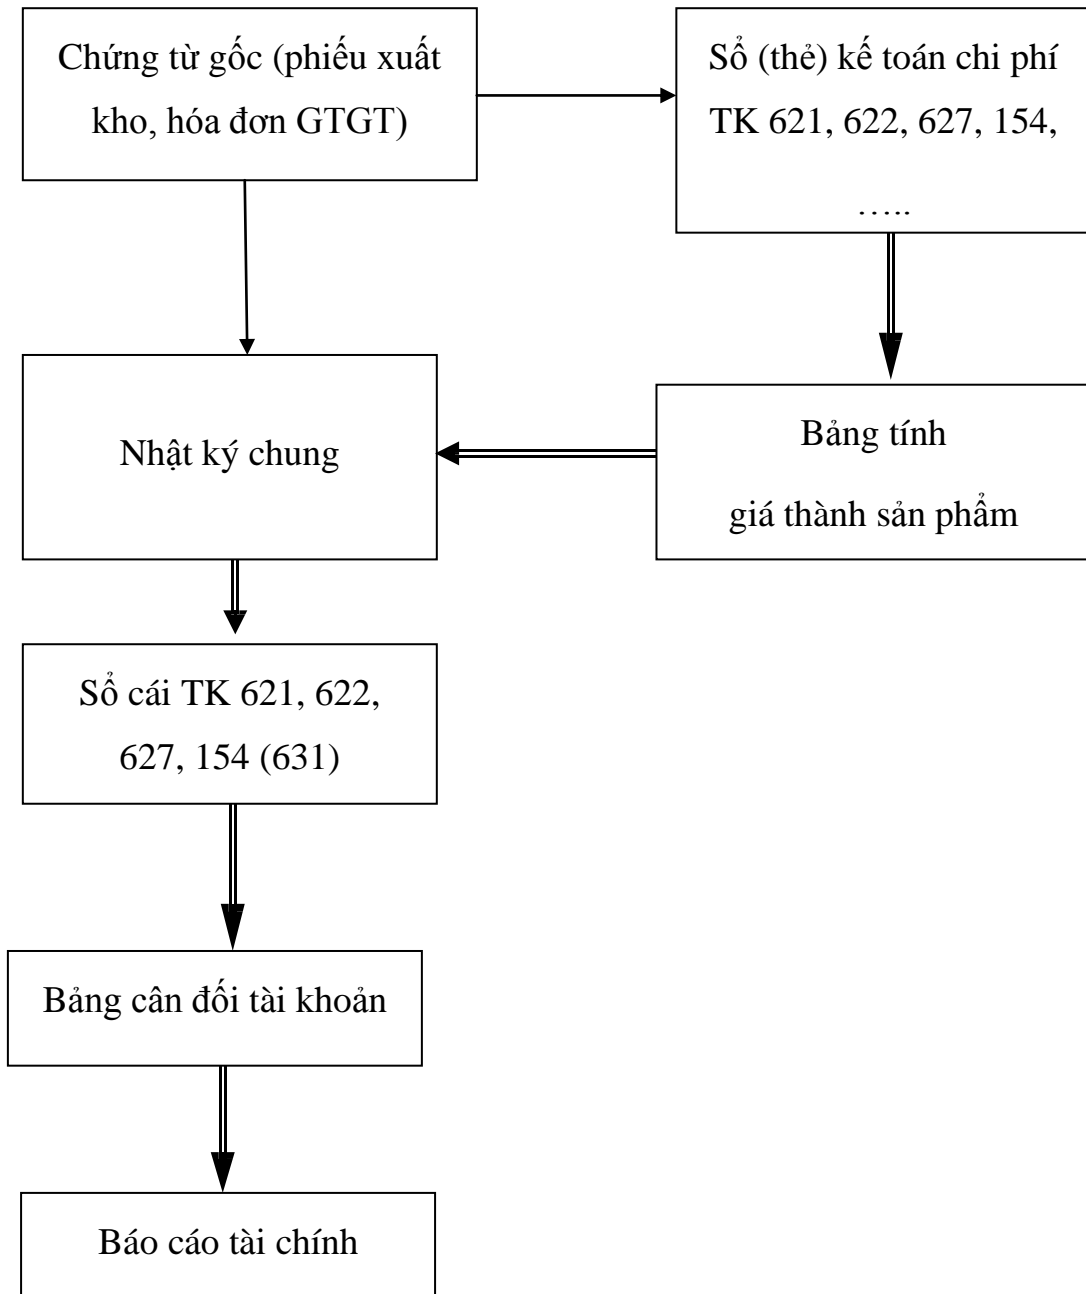 Chứng từ gốc (phiếu xuất
kho, hóa đơn GTGT)
Sổ (thẻ) kế toán chi phí
TK 621, 622, 627, 154,
…..
Nhật ký chung
Bảng tính
giá thành sản phẩm
Sổ cái TK 621, 622,
627, 154 (631)
Bảng cân đối tài khoản
Báo cáo tài chính